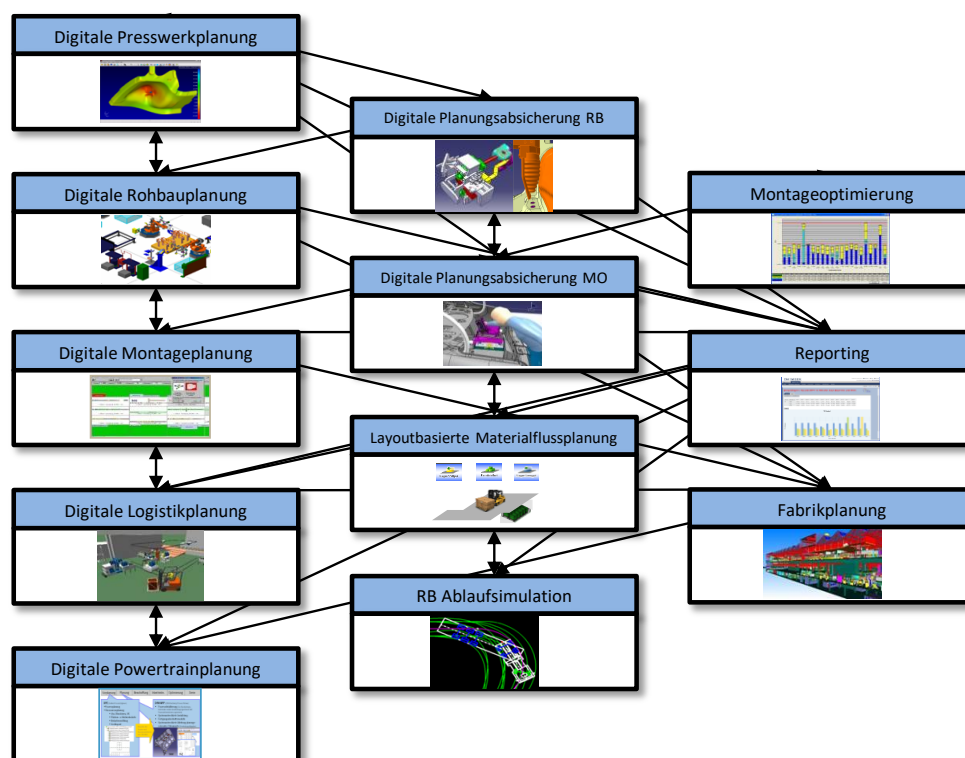 Digitale Presswerkplanung
Digitale Planungsabsicherung RB
Digitale Rohbauplanung
Montageoptimierung
Digitale Planungsabsicherung MO
Digitale Montageplanung
Reporting
Layoutbasierte Materialflussplanung
Digitale Logistikplanung
Fabrikplanung
RB Ablaufsimulation
Digitale Powertrainplanung